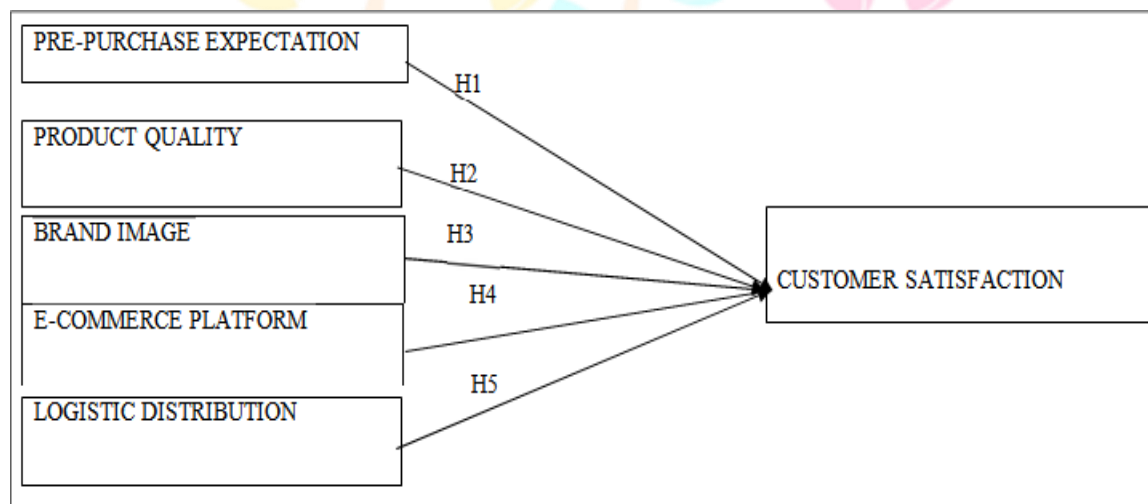 PRE-PURCHASE EXPECTATION
H1
PRODUCT QUALITY
H2
BRAND IMAGE
H3
CUSTOMER SATISFACTION
H4
E-COMMERCE PLATFORM
H5
LOGISTIC DISTRIBUTION